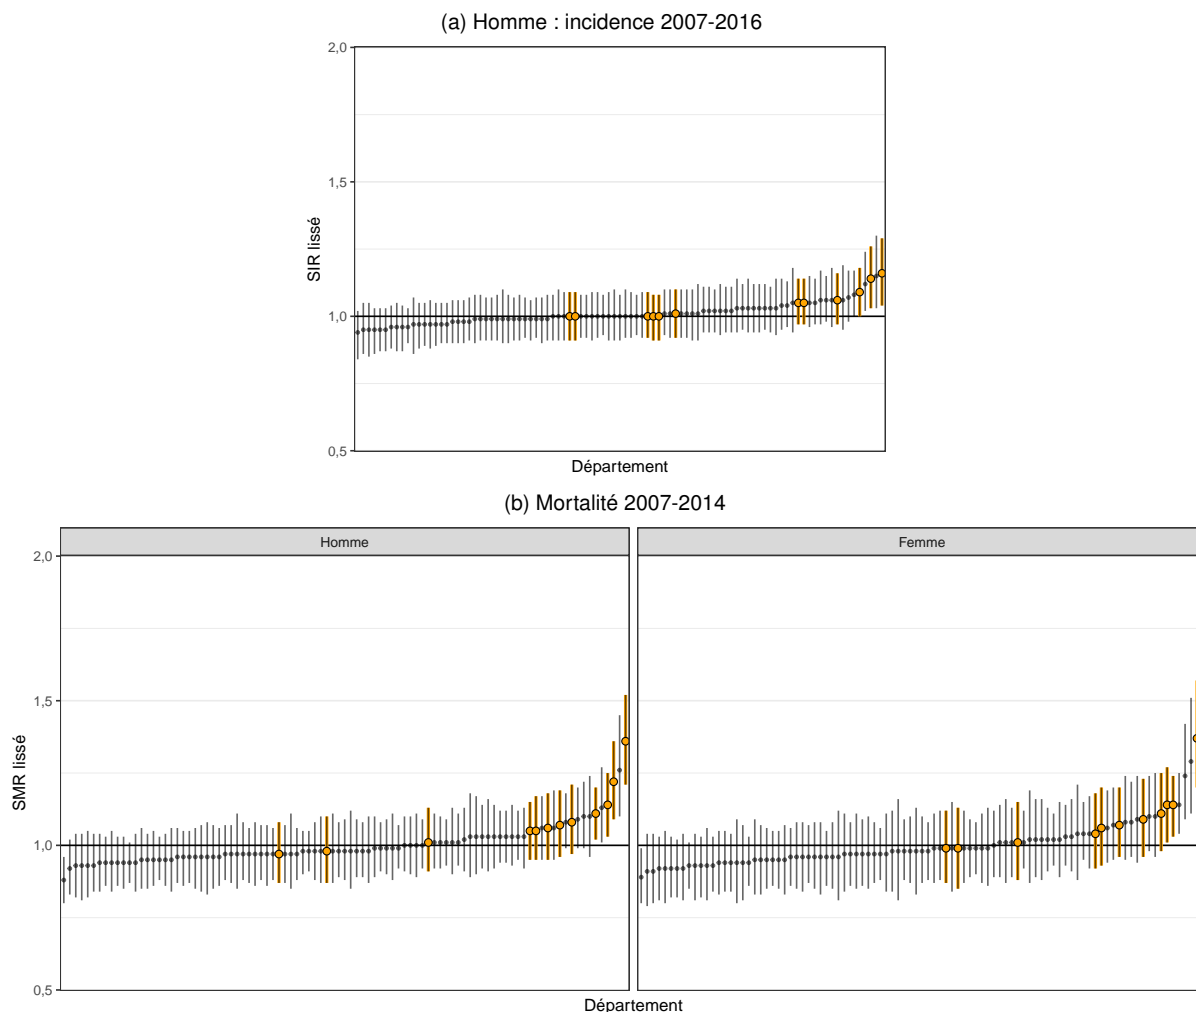 (a) Homme : incidence 2007-2016
2,0
1,5
1,0
0,5
SIR lissé
Département
(b) Mortalité 2007-2014
Homme
Femme
2,0
1,5
1,0
0,5
SMR lissé
Département